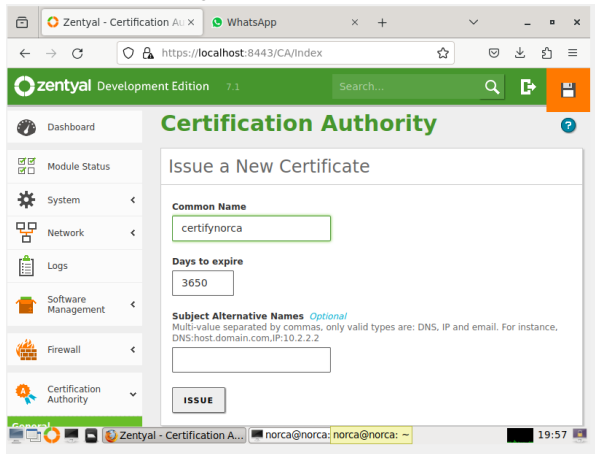 Zentyal - Certification Au
WhatsApp
https://localhost:8443/CA/Index
zentyal Development Edition 7.1
Search...
Dashboard
Module Status
System
Network
Logs
Software
Management
Firewall
Certification
Authority
General
Certification Authority
?
Issue a New Certificate
Common Name
certifynorca
Days to expire
3650
Subject Alternative Names Optional
Multi-value separated by commas, only valid types are: DNS, IP and email. For instance,
DNS:host.domain.com,IP:10.2.2.2
ISSUE
Zentyal - Certification A...
norca@norca:
norca@norca: ~
19:57